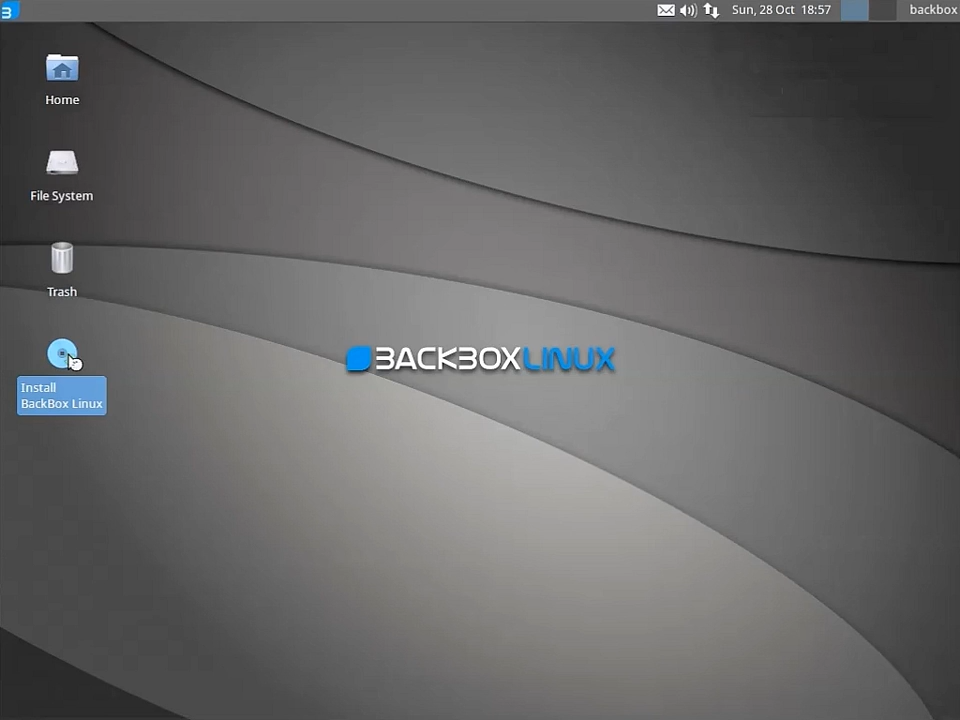 Sun, 28 Oct 18:57
backbox
Home
File System
Trash
Install
BackBox Linux
BACKBOXLINUX